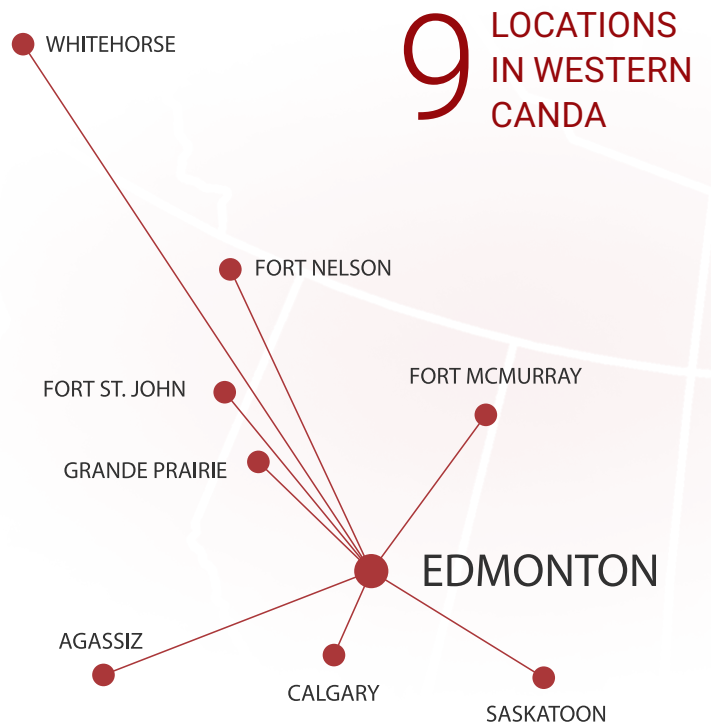 WHITEHORSE
9
LOCATIONS
IN WESTERN
CANDA
FORT NELSON
FORT ST. JOHN
FORT MCMURRAY
GRANDE PRAIRIE
EDMONTON
AGASSIZ
CALGARY
SASKATOON